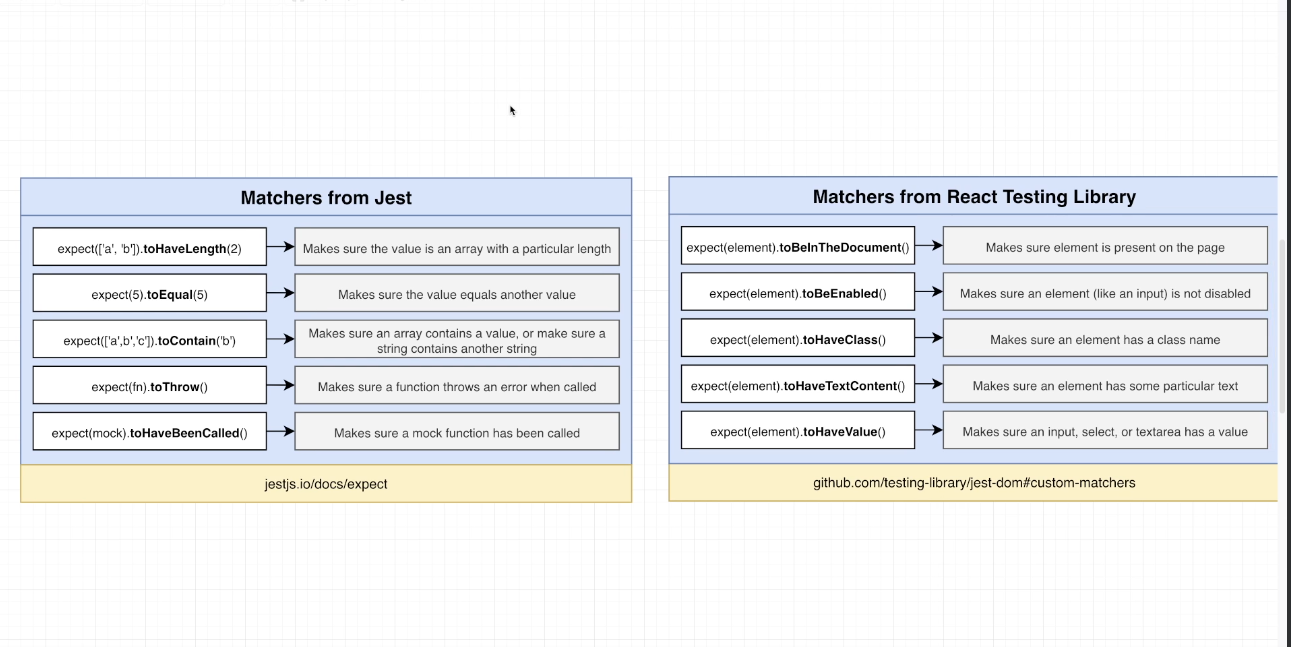 Matchers from Jest
expect(['a', 'b']).toHaveLength(2)
Makes sure the value is an array with a particular length
expect(5).toEqual(5)
Makes sure the value equals another value
expect(['a',b','c']).toContain('b')
Makes sure an array contains a value, or make sure a
string contains another string
expect(fn).toThrow()
Makes sure a function throws an error when called
expect(mock).toHaveBeenCalled()
Makes sure a mock function has been called
jestjs.io/docs/expect
Matchers from React Testing Library
expect(element).toBeInTheDocument()
Makes sure element is present on the page
expect(element).toBeEnabled()
Makes sure an element (like an input) is not disabled
expect(element).toHaveClass()
Makes sure an element has a class name
expect(element).toHaveTextContent()
Makes sure an element has some particular text
expect(element).toHaveValue()
Makes sure an input, select, or textarea has a value
github.com/testing-library/jest-dom#custom-matchers